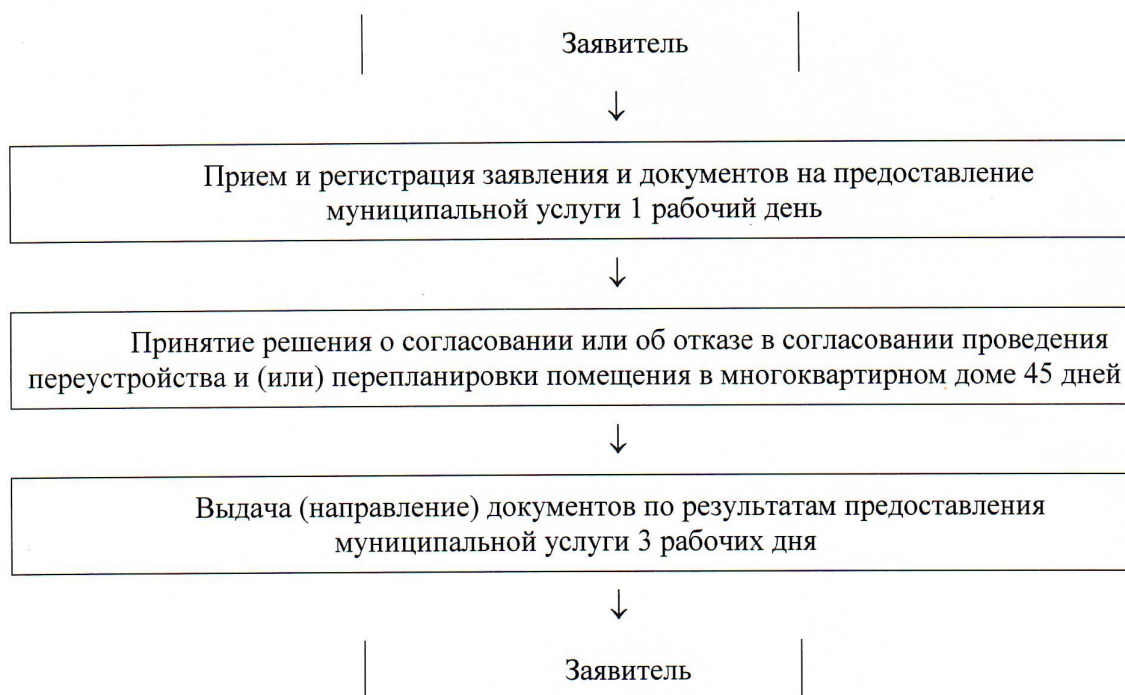 Заявитель
↓
Прием и регистрация заявления и документов на предоставление
муниципальной услуги 1 рабочий день
↓
Принятие решения о согласовании или об отказе в согласовании проведения
переустройства и (или) перепланировки помещения в многоквартирном доме 45 дней
↓
Выдача (направление) документов по результатам предоставления
муниципальной услуги 3 рабочих дня
↓
Заявитель